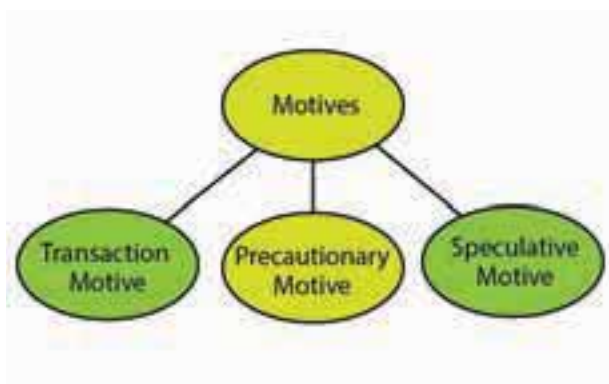 Motives
Transaction
Motive
Precautionary
Motive
Speculative
Motive